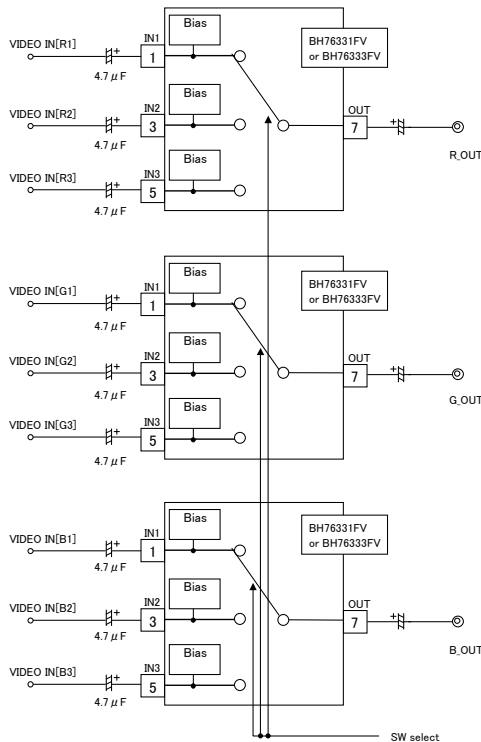 Bias
BH76331FV
or BH76333FV
VIDEO IN[R1]
IN1
1
4.7μF
Bias
VIDEO IN[R2]
IN2
3
4.7μF
OUT
7
R_OUT
Bias
VIDEO IN[R3]
IN3
5
4.7μF
Bias
BH76331FV
or BH76333FV
VIDEO IN[G1]
IN1
1
4.7μF
Bias
VIDEO IN[G2]
IN2
3
4.7μF
OUT
7
G_OUT
Bias
VIDEO IN[G3]
IN3
5
4.7μF
Bias
BH76331FV
or BH76333FV
VIDEO IN[B1]
IN1
1
4.7μF
Bias
VIDEO IN[B2]
IN2
3
4.7μF
OUT
7
B_OUT
Bias
VIDEO IN[B3]
IN3
5
4.7μF
SW select